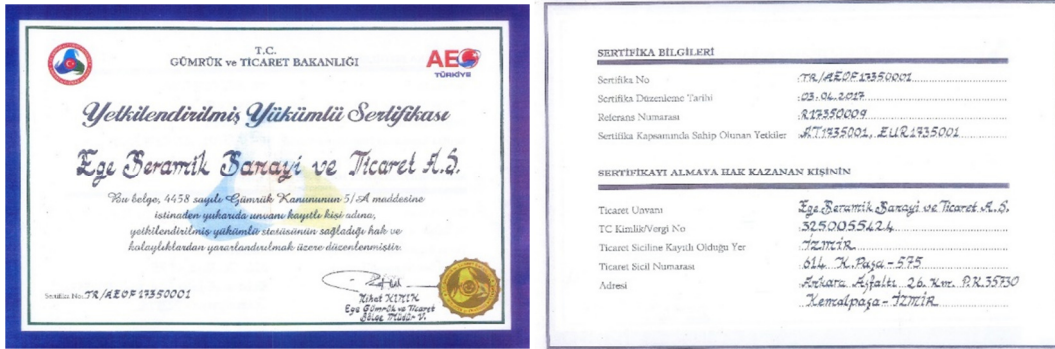 T.C.
GÜMRÜK ve TİCARET BAKANLIĞI
AEO
TÜRKİYE
Yetkilendirilmiş Yükümlü Sertifikası
Ege Seramik Sanayi ve Ticaret A.Ş.
Bu belge, 4458 sayılı Gümrük Kanununun 5/A maddesine
istinaden yukarıda unvanı kayıtlı kişi adına,
yetkilendirilmiş yükümlü statüsünün sağladığı hak ve
kolaylıklardan yararlandırılmak üzere düzenlenmiştir.
Sertifika No: TR/AEOF17350001
Ege Gümrük ve Ticaret
Bölge Müdür V.
SERTİFİKA BİLGİLERİ
Sertifika No :TR/AEOF17350001
Sertifika Düzenleme Tarihi :03.04.2017
Referans Numarası :R17350009
Sertifika Kapsamında Sahip Olunan Yetkiler :AT1735001, EUR1735001
SERTİFİKAYI ALMAYA HAK KAZANAN KİŞİNİN
Ticaret Unvanı :Ege Seramik Sanayi ve Ticaret A.Ş.
TC Kimlik/Vergi No :3250055424
Ticaret Siciline Kayıtlı Olduğu Yer :İZMİR
Ticaret Sicil Numarası :614 K.Paşa-575
Adresi :Ankara Asfaltı 26. Km. P.K.35730
Kemalpaşa-İZMİR